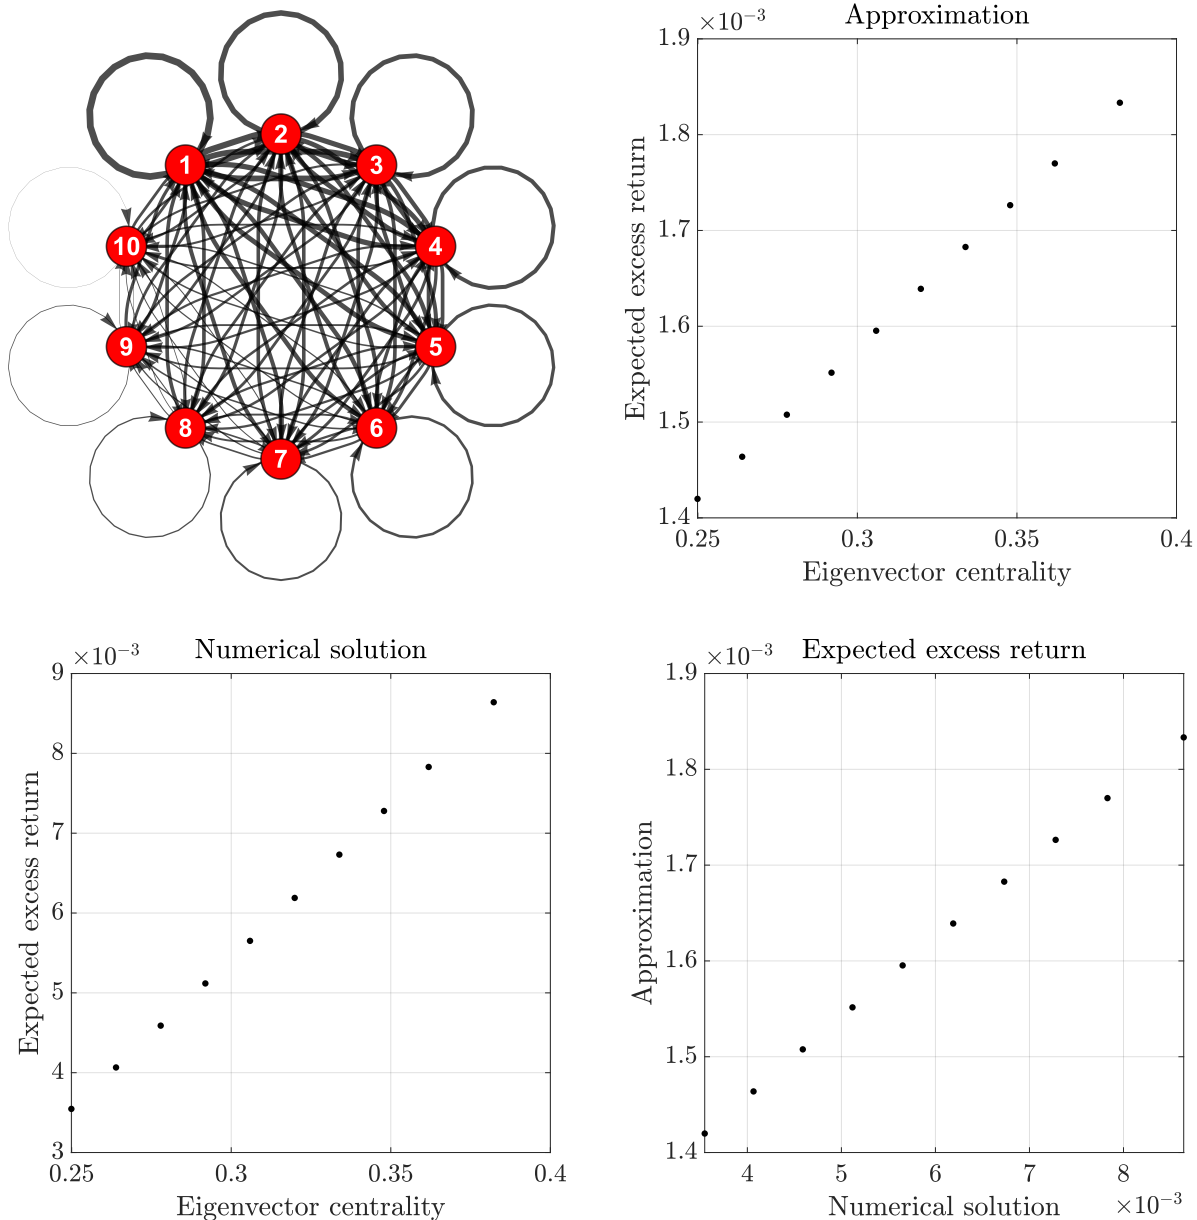 2
1
3
10
4
9
5
8
6
7
Approximation
×10⁻³
1.9
1.8
1.7
1.6
1.5
1.4
Expected excess return
0.25 0.3 0.35 0.4
Eigenvector centrality
Numerical solution
×10⁻³
9
8
7
6
5
4
3
Expected excess return
0.25 0.3 0.35 0.4
Eigenvector centrality
Expected excess return
×10⁻³
1.9
1.8
1.7
1.6
1.5
1.4
Approximation
4 5 6 7 8
Numerical solution
×10⁻³